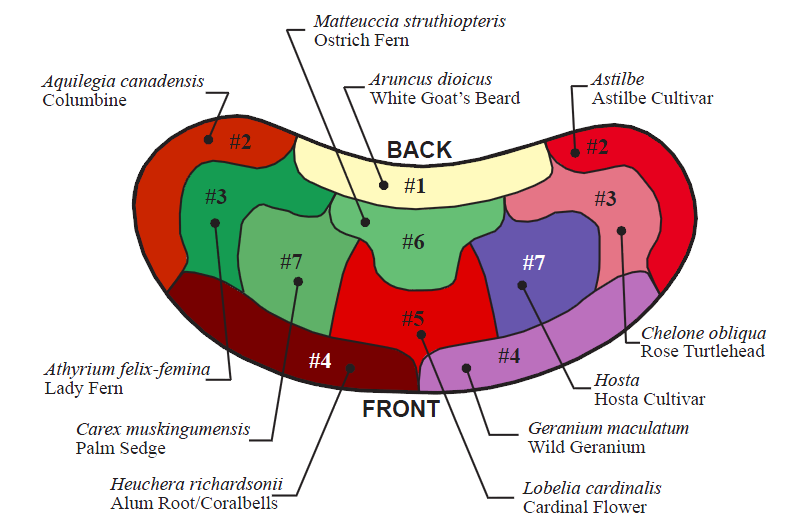 Matteuccia struthiopteris
Ostrich Fern
Aquilegia canadensis
Columbine
Aruncus dioicus
White Goat's Beard
Astilbe
Astilbe Cultivar
BACK
#2
#1
#2
#3
#3
#6
#7
#7
#5
#4
#4
FRONT
Athyrium felix-femina
Lady Fern
Chelone obliqua
Rose Turtlehead
Hosta
Hosta Cultivar
Carex muskingumensis
Palm Sedge
Geranium maculatum
Wild Geranium
Heuchera richardsonii
Alum Root/Coralbells
Lobelia cardinalis
Cardinal Flower